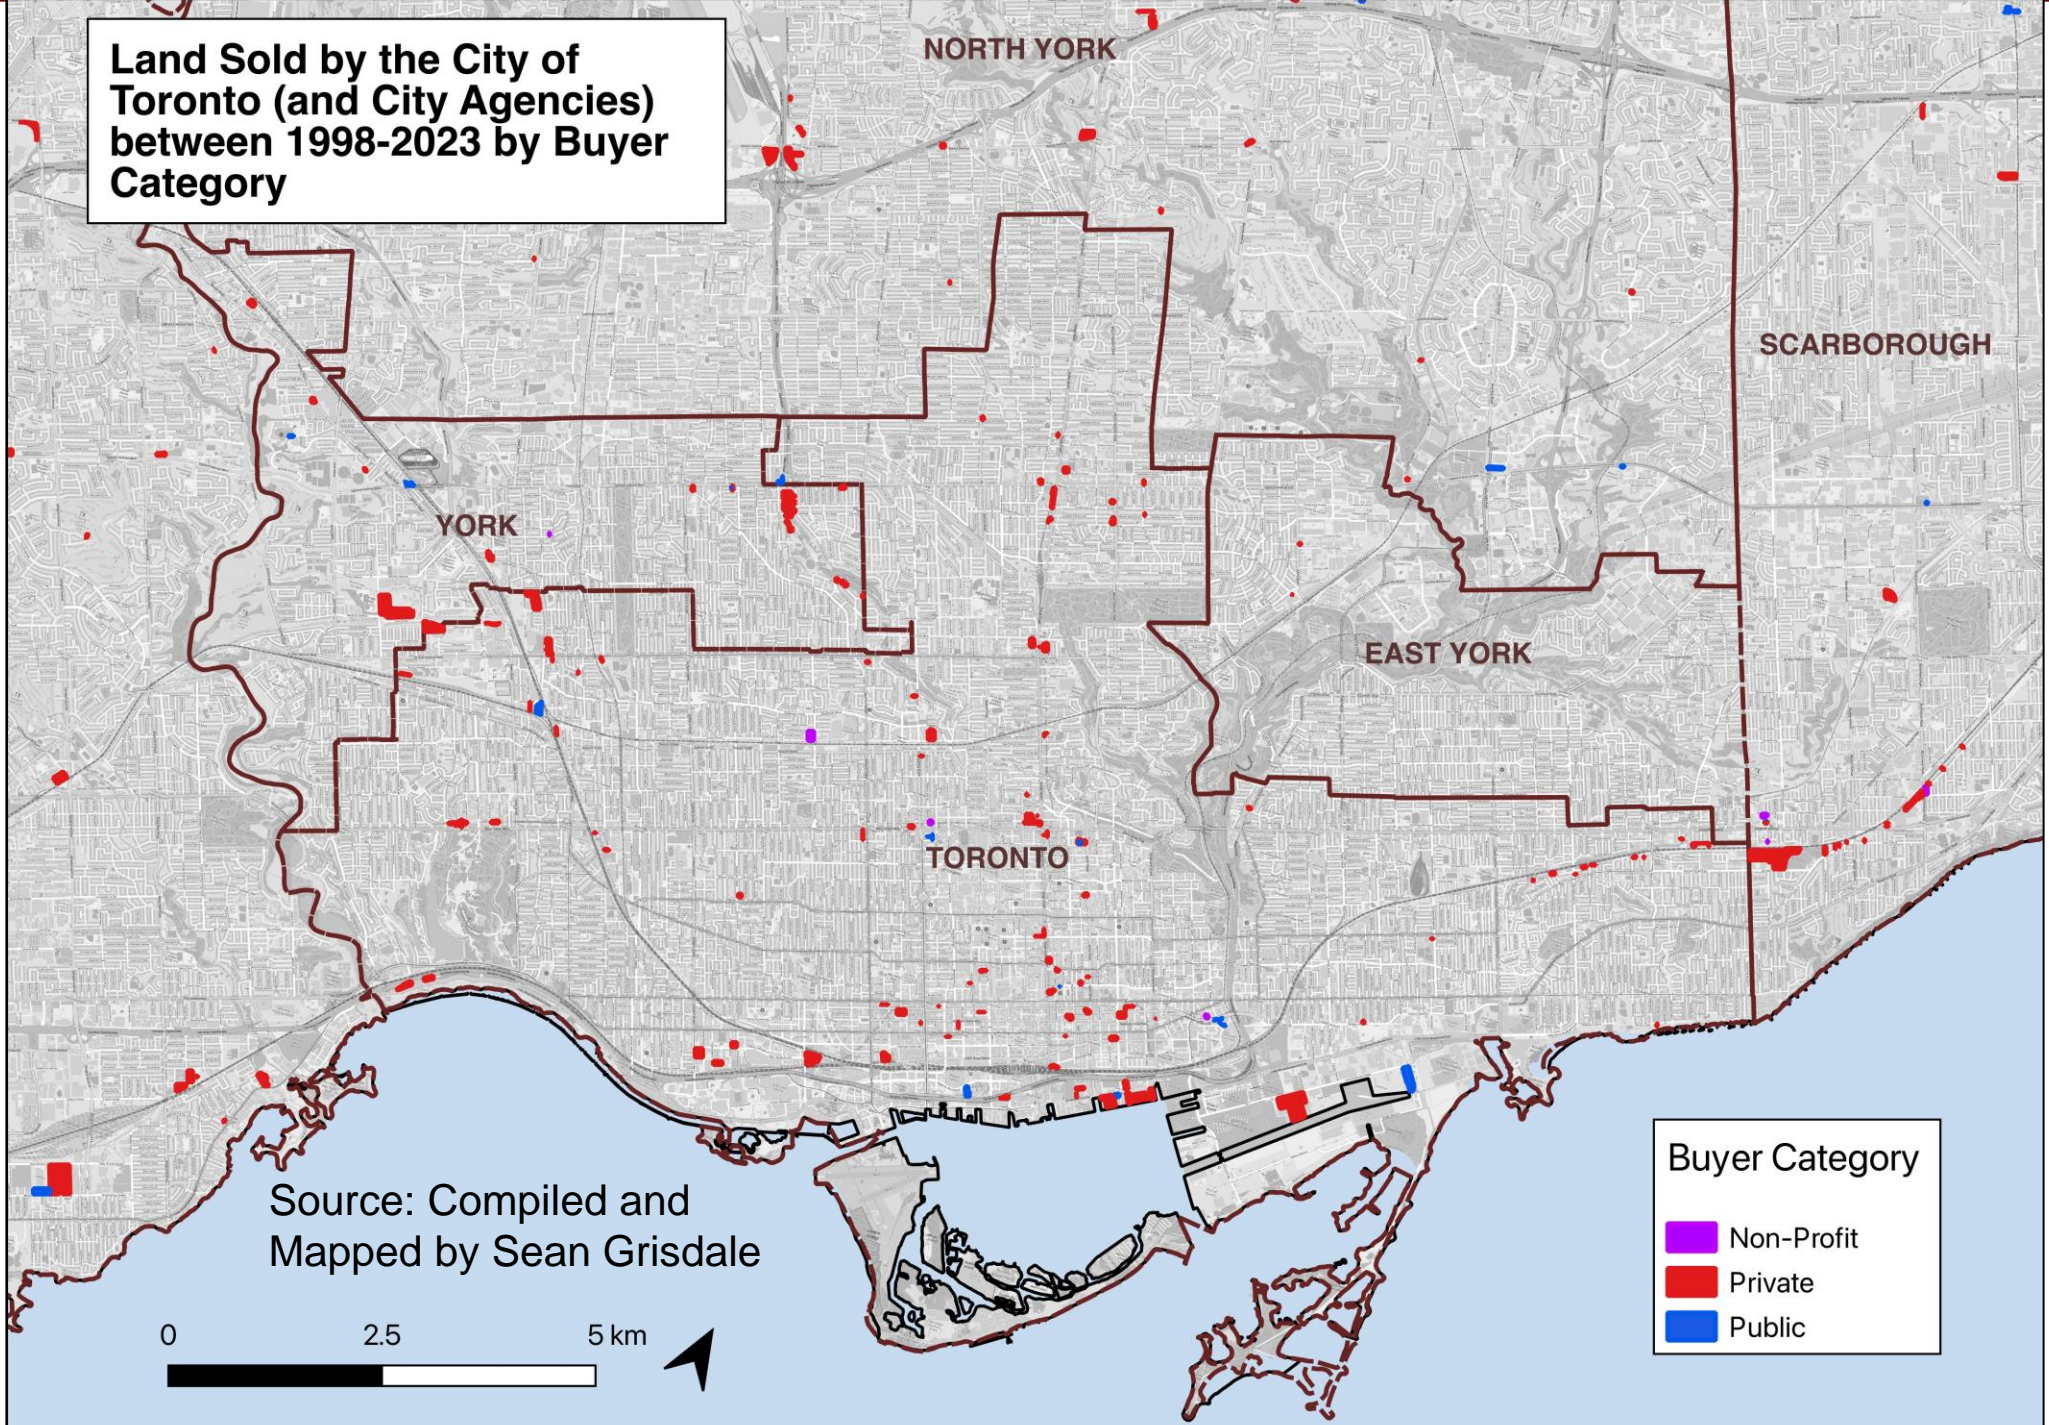 Land Sold by the City of
Toronto (and City Agencies)
between 1998-2023 by Buyer
Category
NORTH YORK
SCARBOROUGH
YORK
EAST YORK
TORONTO
Source: Compiled and
Mapped by Sean Grisdale
0 2.5 5 km
Buyer Category
Non-Profit
Private
Public